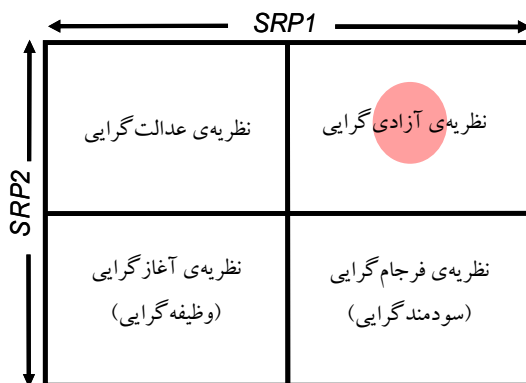 SRP1
SRP2
نظریه‌ی آزادی‌گرایی
نظریه‌ی عدالت‌گرایی
نظریه‌ی فرجام‌گرایی
(سودمندگرایی)
نظریه‌ی آغازگرایی
(وظیفه‌گرایی)